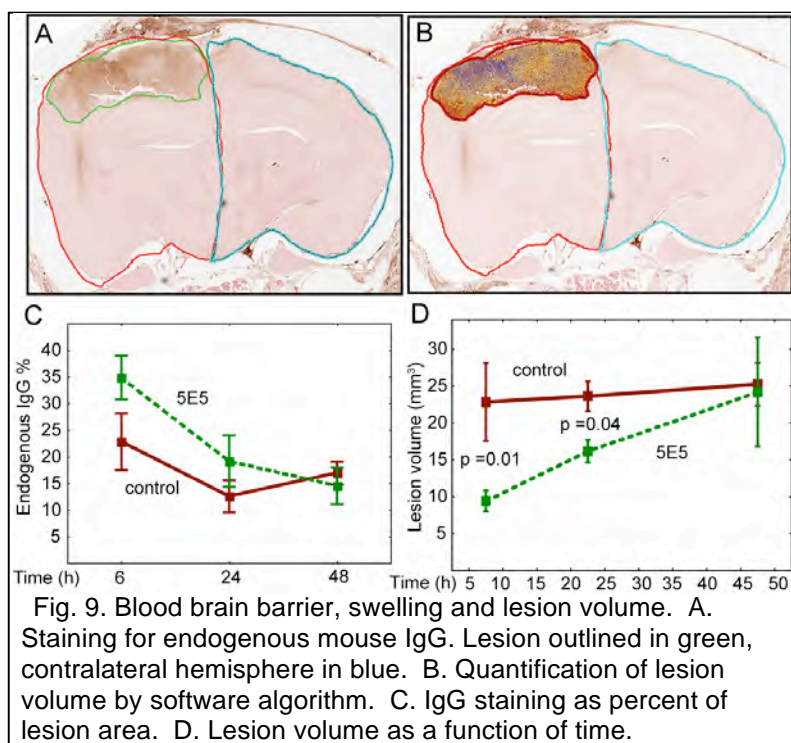 A
B
C
D
Endogenous IgG %
40
35
30
25
20
15
10
5
5E5
control
Time (h)
6
24
48
Lesion volume (mm³)
30
25
20
15
10
5
control
p =0.01
p =0.04
5E5
Time (h) 5 10 15 20 25 30 35 40 45 50
Fig. 9. Blood brain barrier, swelling and lesion volume. A.
Staining for endogenous mouse IgG. Lesion outlined in green,
contralateral hemisphere in blue. B. Quantification of lesion
volume by software algorithm. C. IgG staining as percent of
lesion area. D. Lesion volume as a function of time.